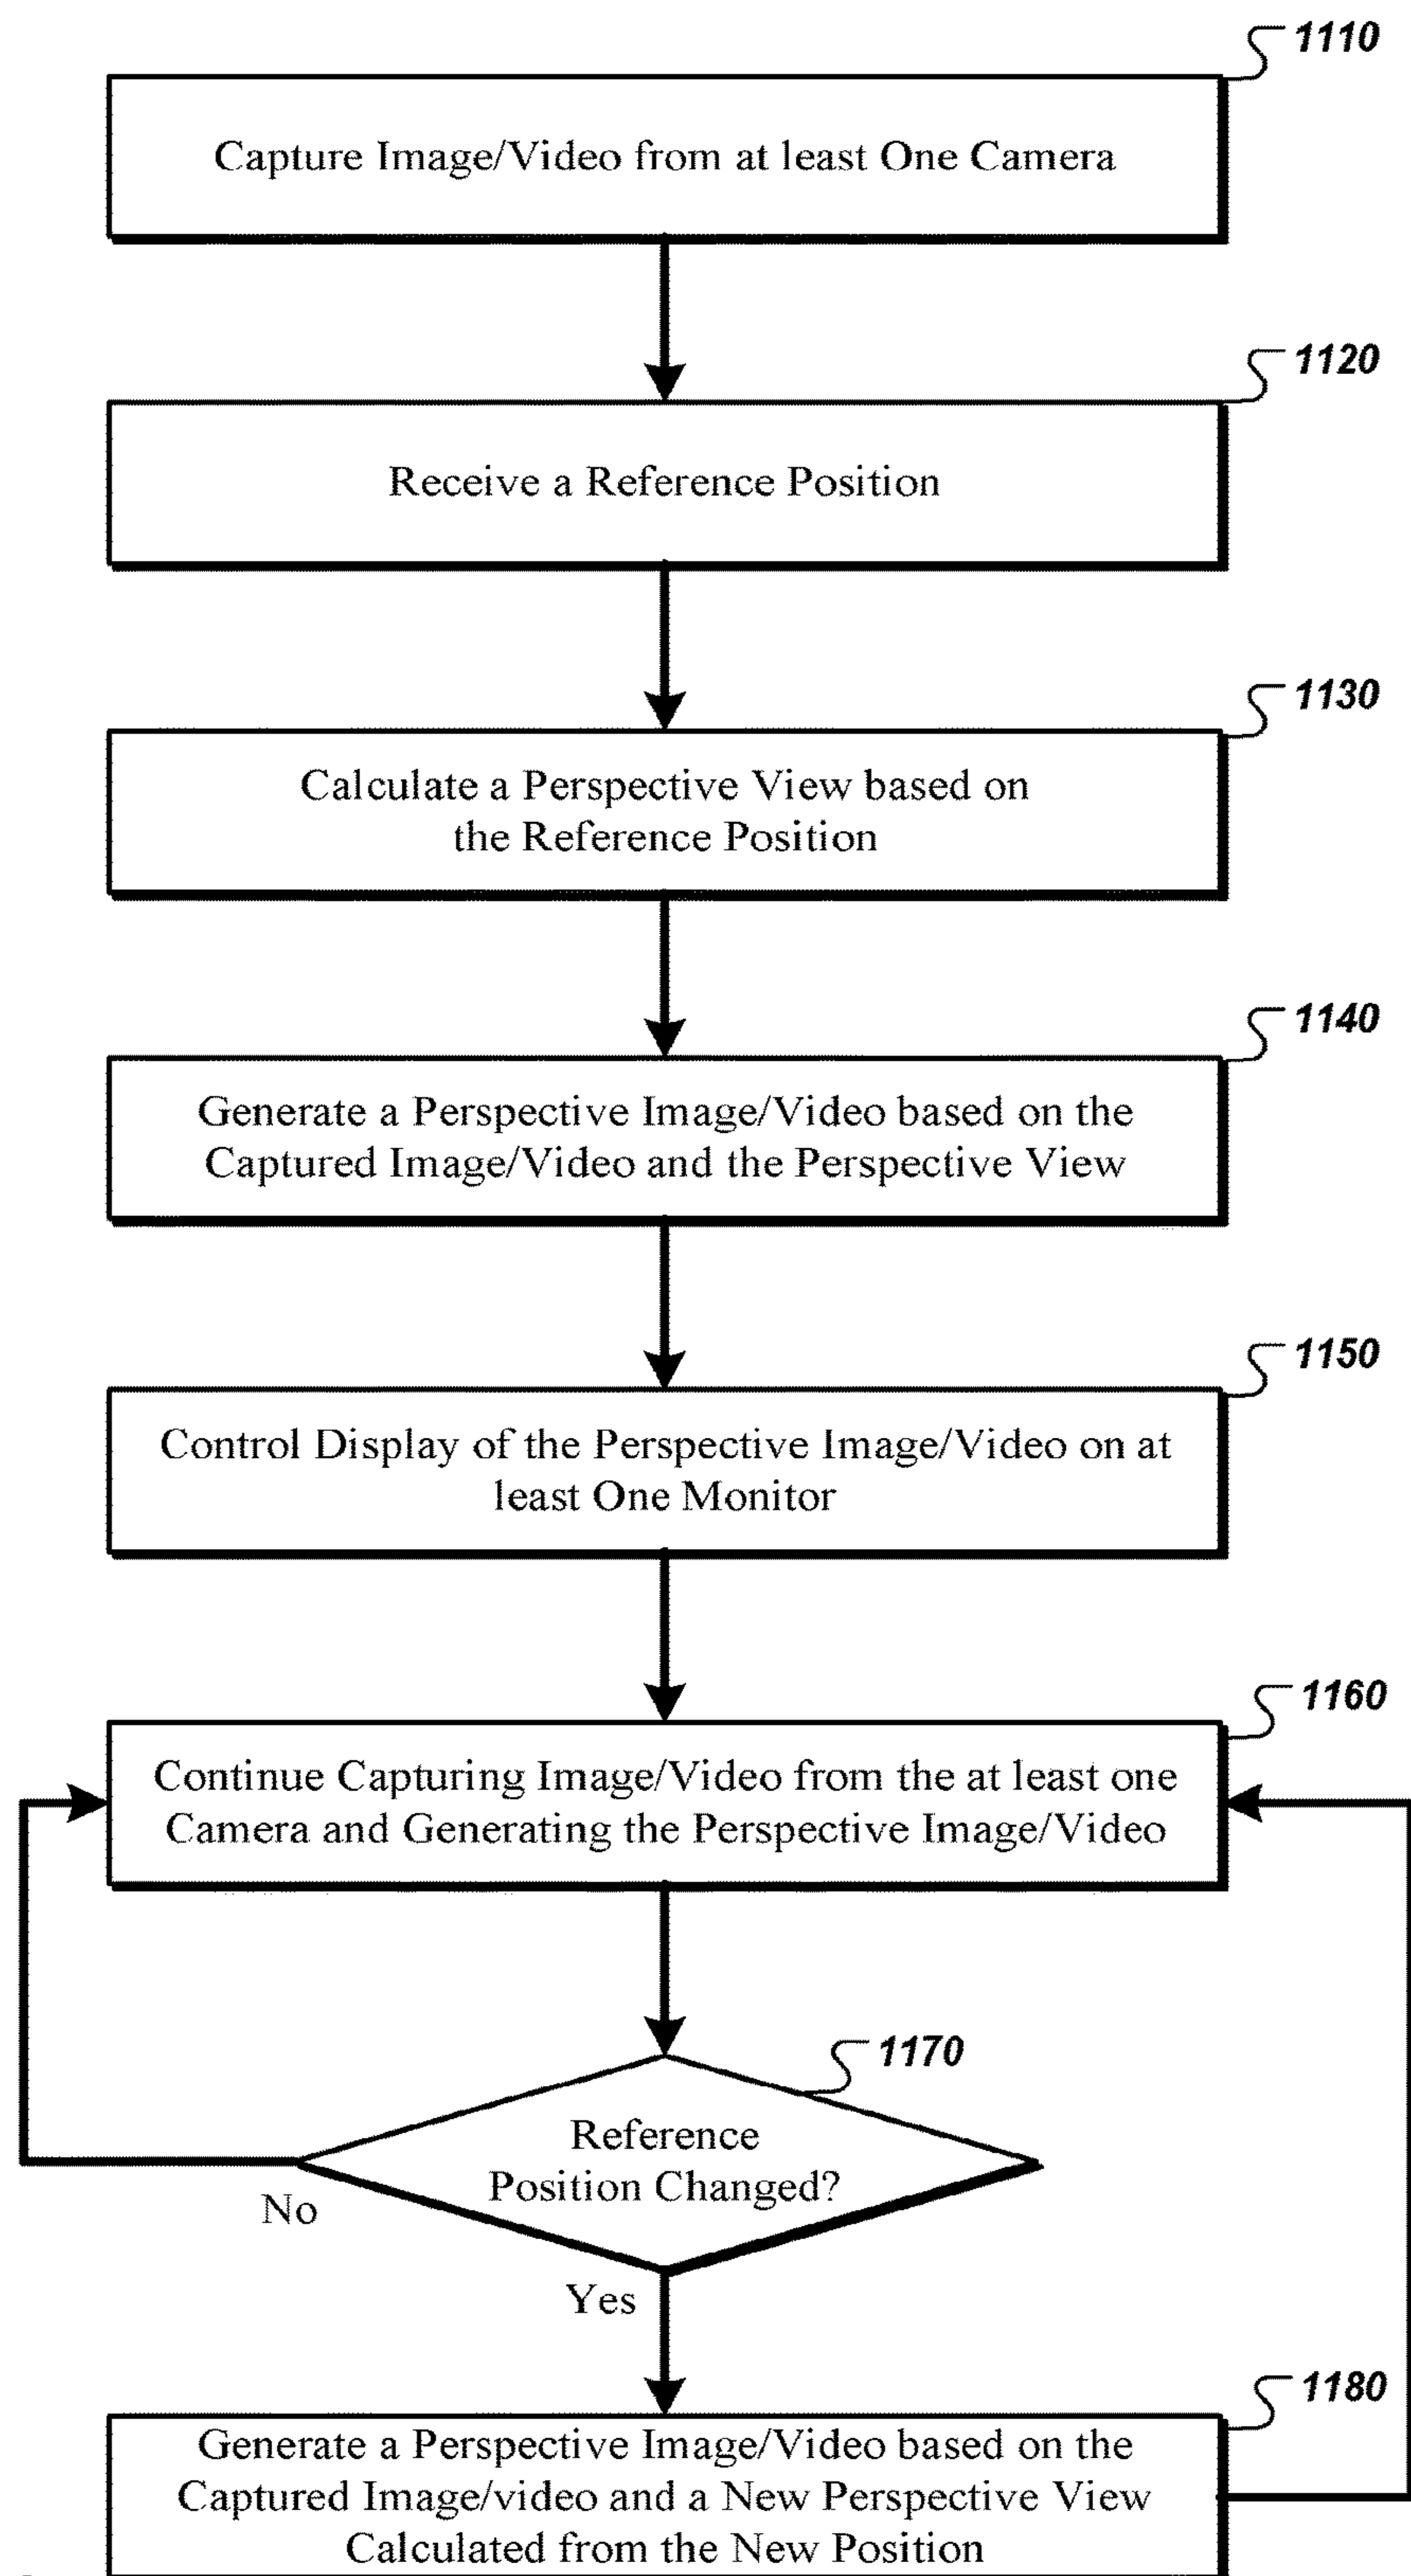 1110
Capture Image/Video from at least One Camera
1120
Receive a Reference Position
1130
Calculate a Perspective View based on
the Reference Position
1140
Generate a Perspective Image/Video based on the
Captured Image/Video and the Perspective View
1150
Control Display of the Perspective Image/Video on at
least One Monitor
1160
Continue Capturing Image/Video from the at least one
Camera and Generating the Perspective Image/Video
1170
Reference
Position Changed?
No
Yes
1180
Generate a Perspective Image/Video based on the
Captured Image/video and a New Perspective View
Calculated from the New Position